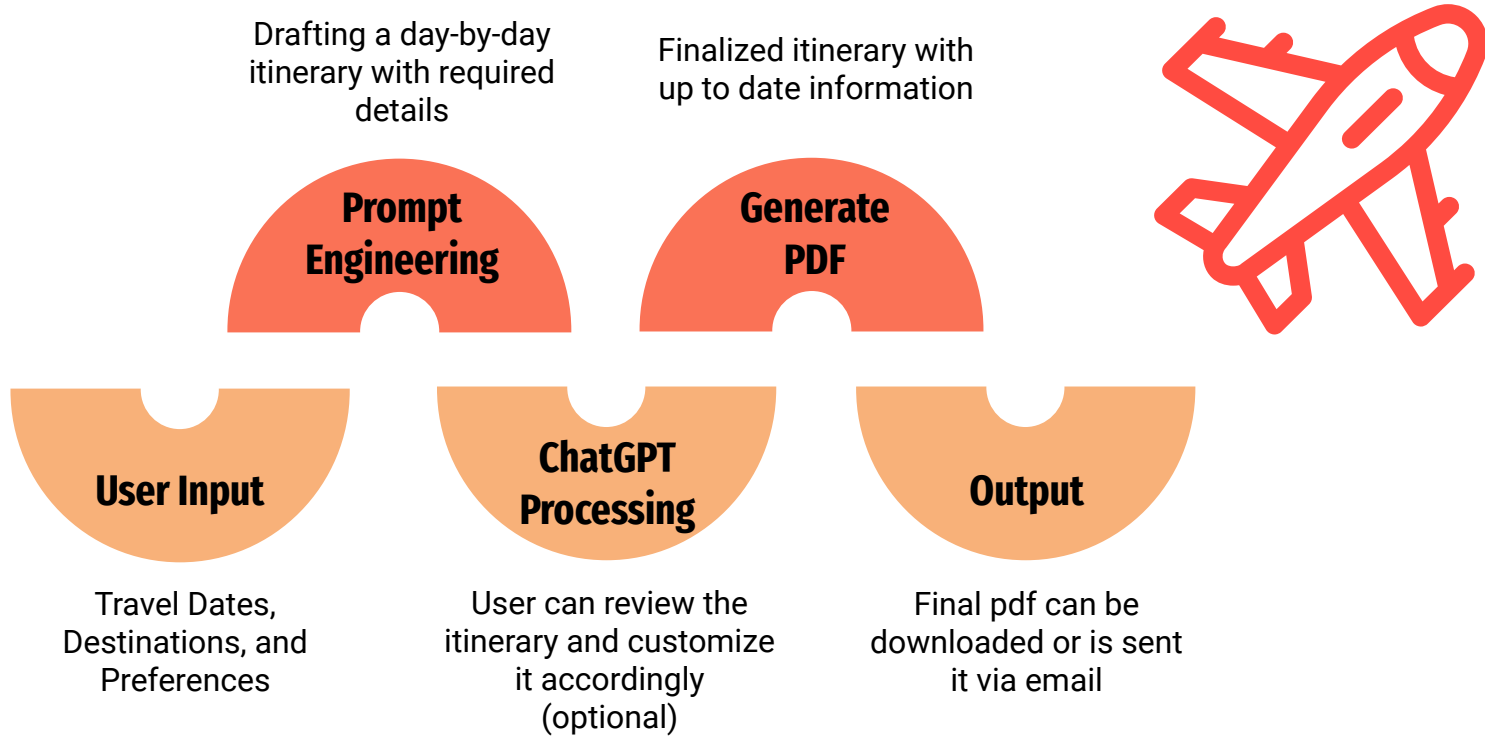 Drafting a day-by-day
itinerary with required
details
Finalized itinerary with
up to date information
Prompt
Engineering
Generate
PDF
User Input
ChatGPT
Processing
Output
Travel Dates,
Destinations, and
Preferences
User can review the
itinerary and customize
it accordingly
(optional)
Final pdf can be
downloaded or is sent
it via email